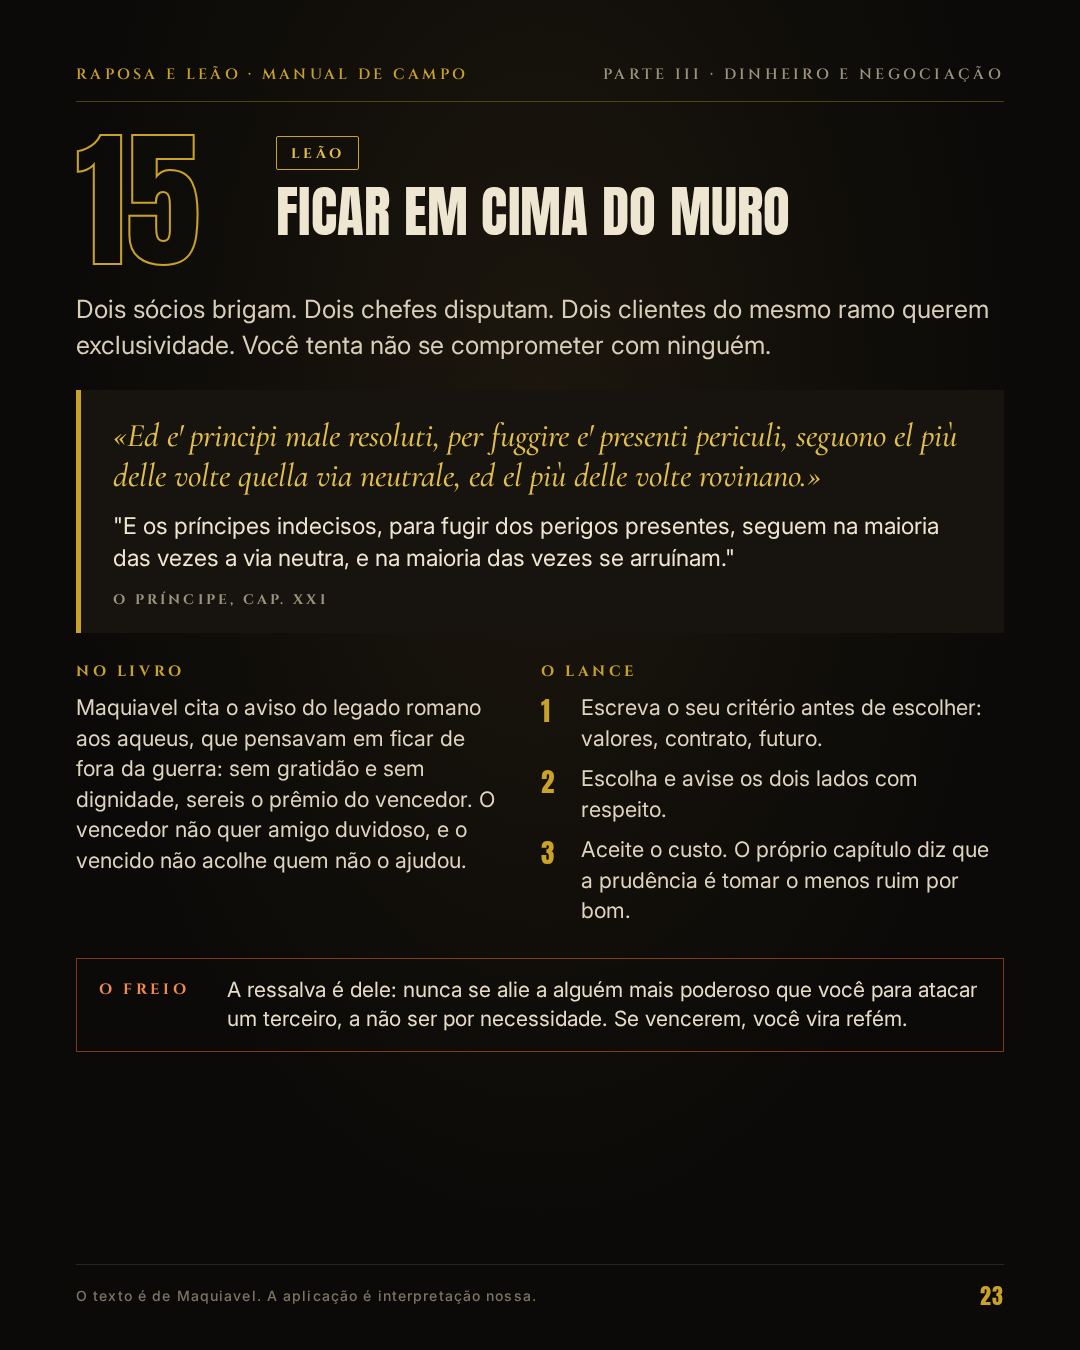 RAPOSA E LEÃO · MANUAL DE CAMPO
PARTE III · DINHEIRO E NEGOCIAÇÃO
15
LEÃO
FICAR EM CIMA DO MURO
Dois sócios brigam. Dois chefes disputam. Dois clientes do mesmo ramo querem
exclusividade. Você tenta não se comprometer com ninguém.
«Ed e' principi male resoluti, per fuggire e' presenti periculi, seguono el più
delle volte quella via neutrale, ed el più delle volte rovinano.»
"E os príncipes indecisos, para fugir dos perigos presentes, seguem na maioria
das vezes a via neutra, e na maioria das vezes se arruínam."
O PRÍNCIPE, CAP. XXI
NO LIVRO
Maquiavel cita o aviso do legado romano
aos aqueus, que pensavam em ficar de
fora da guerra: sem gratidão e sem
dignidade, sereis o prêmio do vencedor. O
vencedor não quer amigo duvidoso, e o
vencido não acolhe quem não o ajudou.
O LANCE
1 Escreva o seu critério antes de escolher:
valores, contrato, futuro.
2 Escolha e avise os dois lados com
respeito.
3 Aceite o custo. O próprio capítulo diz que
a prudência é tomar o menos ruim por
bom.
O FREIO
A ressalva é dele: nunca se alie a alguém mais poderoso que você para atacar
um terceiro, a não ser por necessidade. Se vencerem, você vira refém.
O texto é de Maquiavel. A aplicação é interpretação nossa.
23